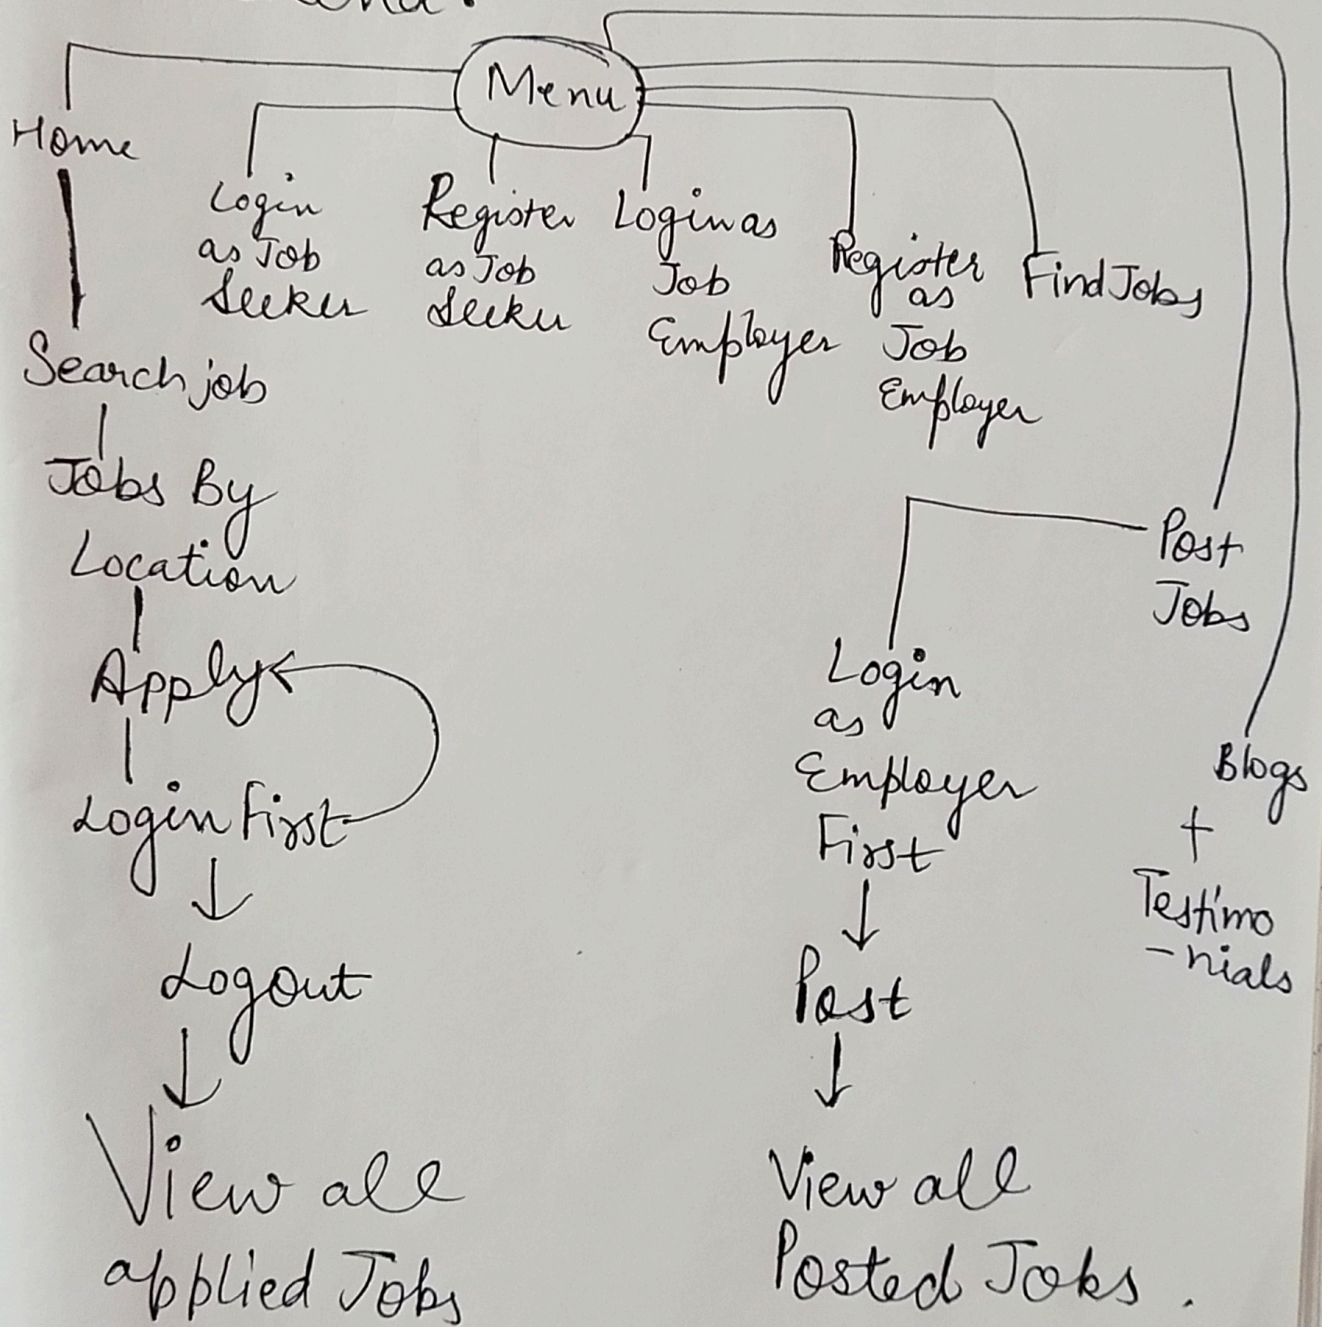 Menu
Home
Login
as Job
Seeker
Register
as Job
Seeker
Login as
Job
Employer
Register
as
Job
Employer
Find Jobs
Search job
Jobs By
Location
Apply
Login First
Logout
View all
applied Jobs
Post
Jobs
Login
as
Employer
First
Post
View all
Posted Jobs.
Blogs
+
Testimo
-nials